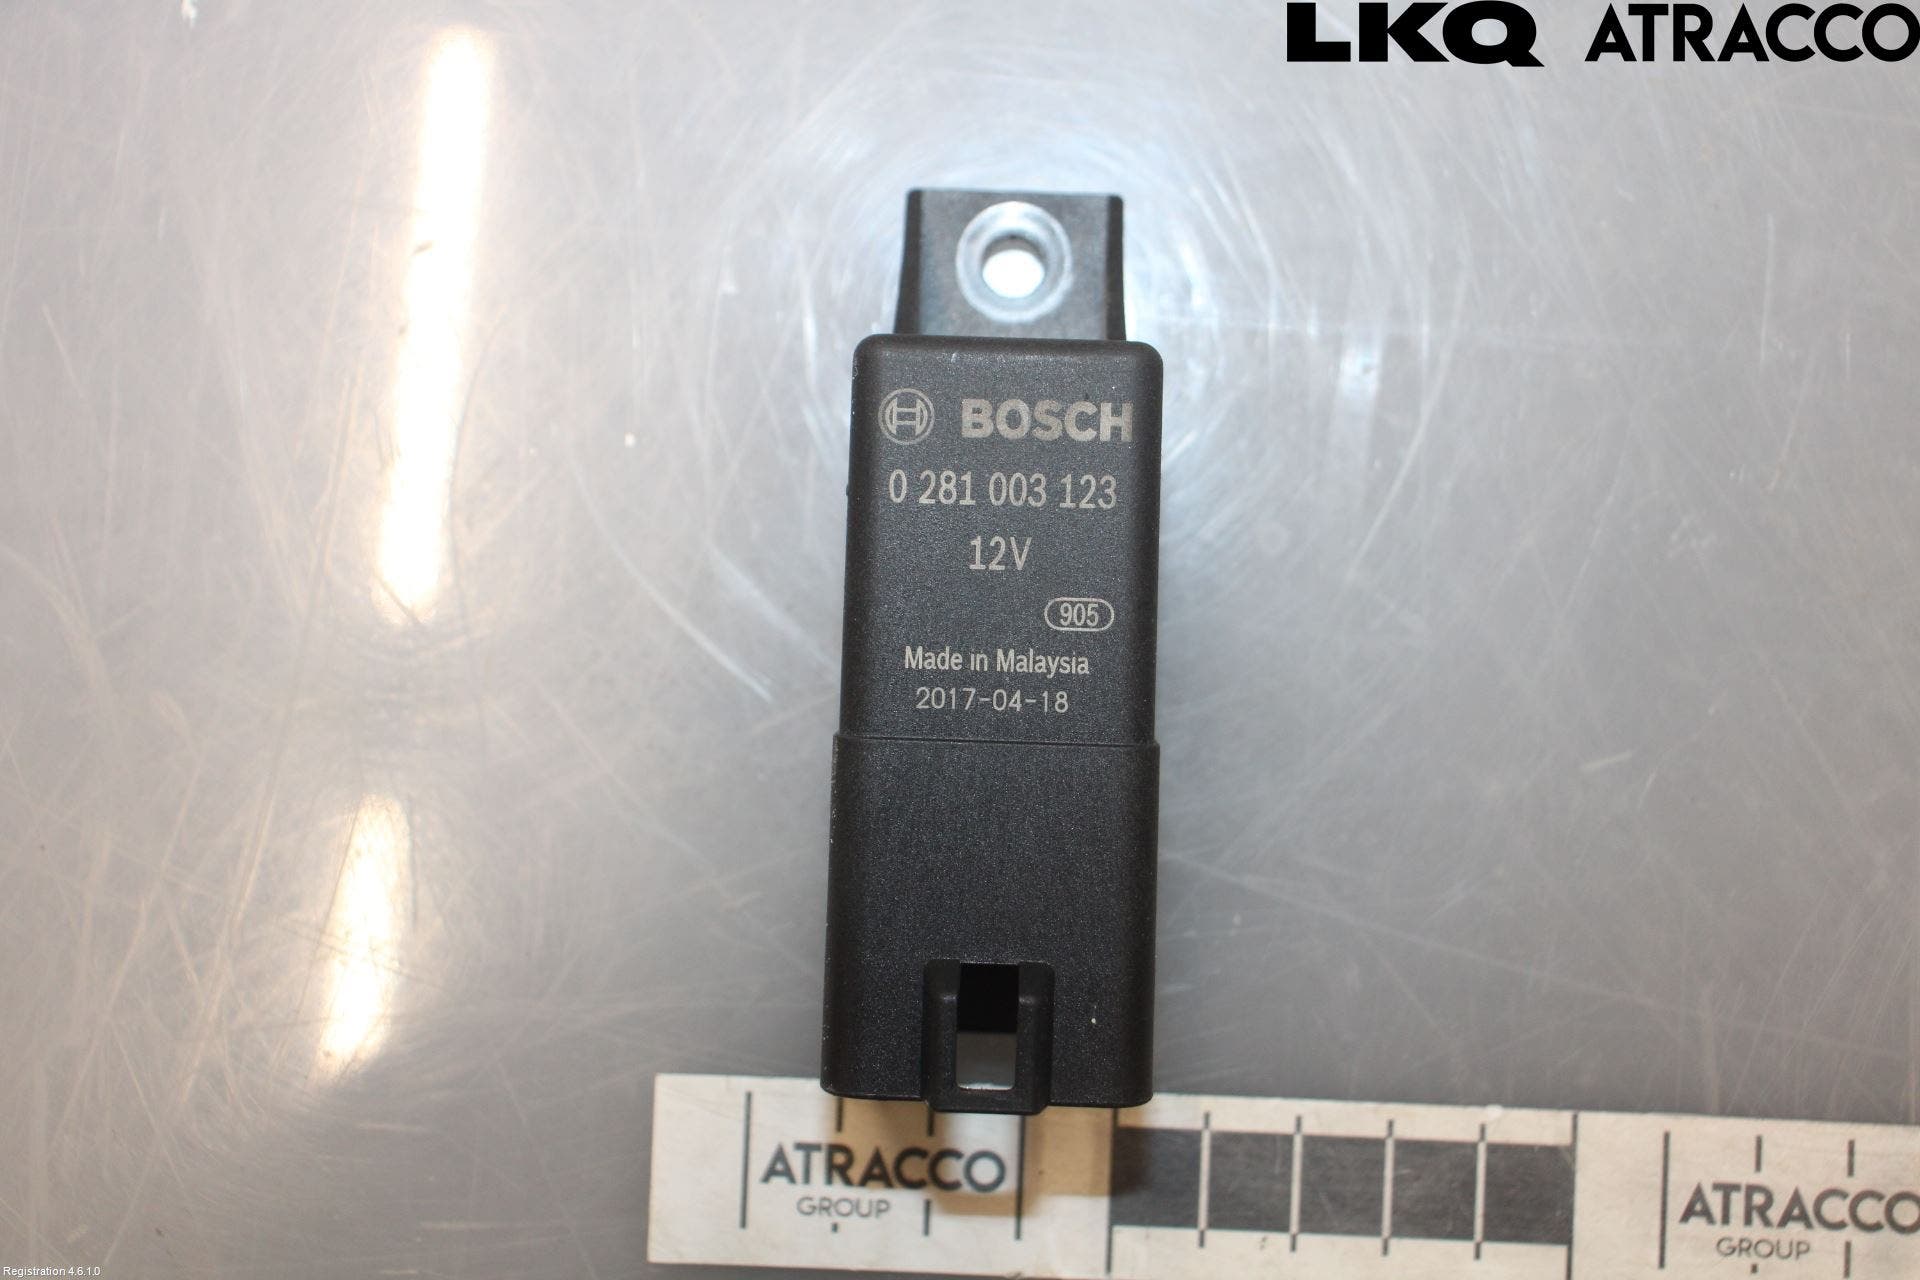 LKQ ATRACCO
BOSCH
0 281 003 123
12V
905
Made in Malaysia
2017-04-18
ATRACCO
GROUP
ATRACCO
GROUP
Registration 4.6.1.0